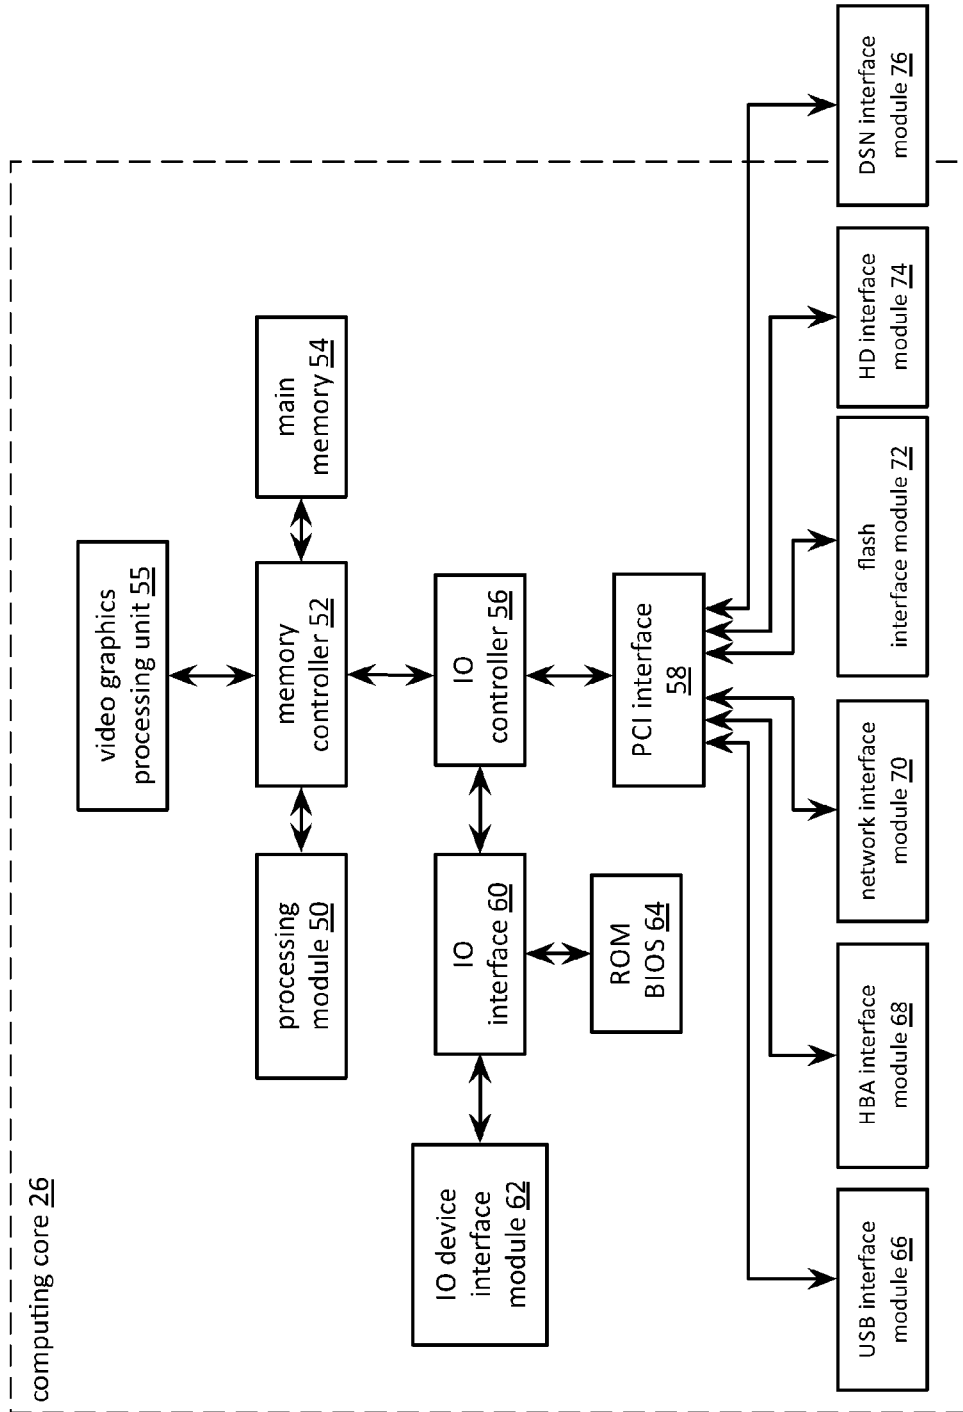 computing core 26
video graphics
processing unit 55
processing
module 50
memory
controller 52
main
memory 54
IO device
interface
module 62
IO
interface 60
IO
controller 56
ROM
BIOS 64
PCI interface
58
USB interface
module 66
HBA interface
module 68
network interface
module 70
flash
interface module 72
HD interface
module 74
DSN interface
module 76